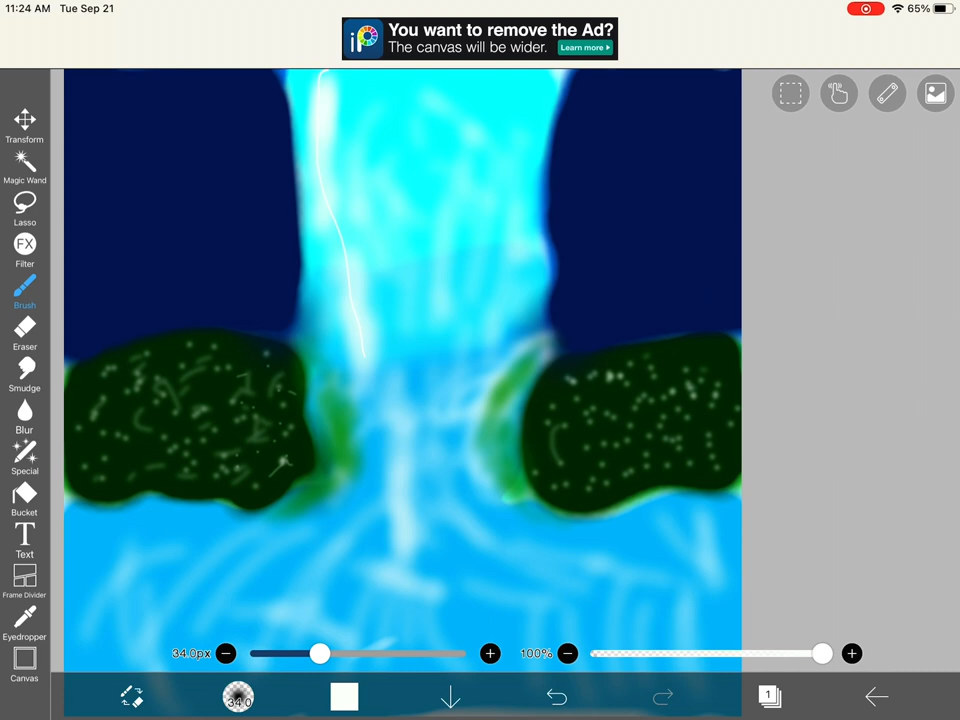 11:24 AM Tue Sep 21
65%
iP
You want to remove the Ad?
The canvas will be wider.
Learn more
Transform
Magic Wand
Lasso
FX
Filter
Brush
Eraser
Smudge
Blur
Special
Bucket
T
Text
Frame Divider
Eyedropper
Canvas
34.0px
100%
34.0
1